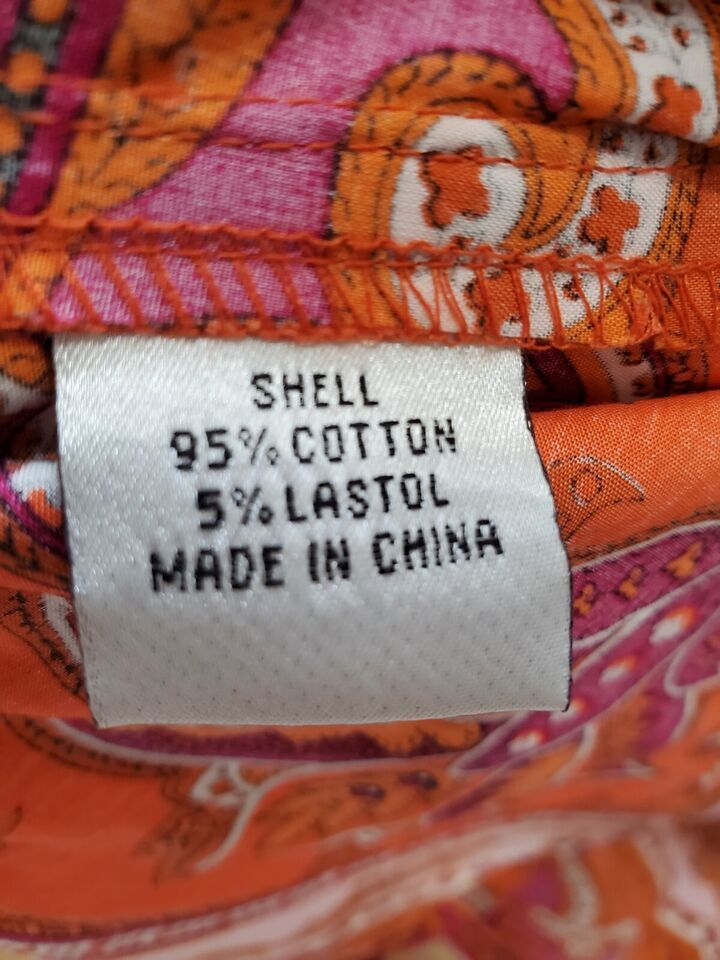 SHELL
95% COTTON
5% LASTOL
MADE IN CHINA